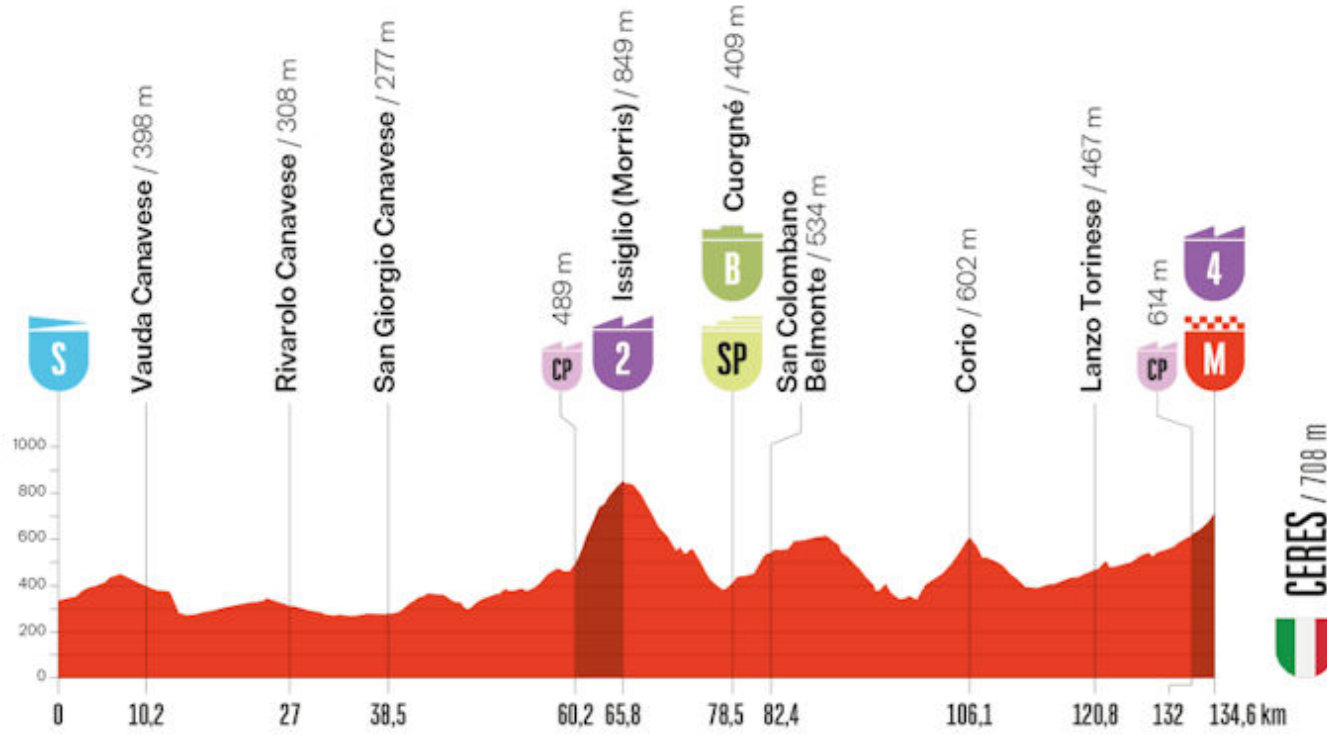 S
Vauda Canavese / 398 m
Rivarolo Canavese / 308 m
San Giorgio Canavese / 277 m
CP
489 m
2
Issiglio (Morris) / 849 m
B
SP
Cuorgné / 409 m
San Colombano
Belmonte / 534 m
Corio / 602 m
Lanzo Torinese / 467 m
CP
614 m
4
M
CERES / 708 m
1000
800
600
400
200
0
0 10,2 27 38,5 60,2 65,8 78,5 82,4 106,1 120,8 132 134,6 km